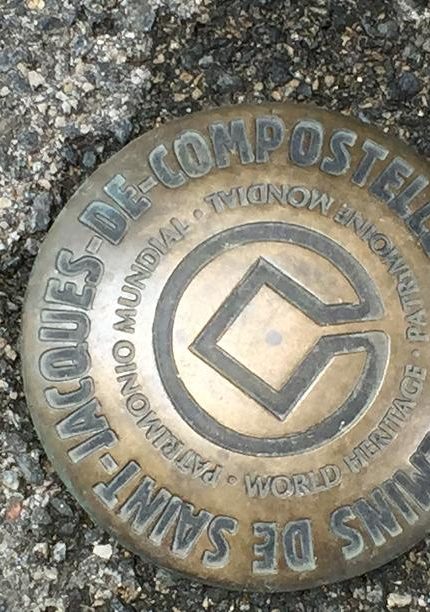 MINS DE SAINT-JACQUES-DE-COMPOSTELL
WORLD HERITAGE · PATRIMOINE MONDIAL · PATRIMONIO MUNDIAL ·